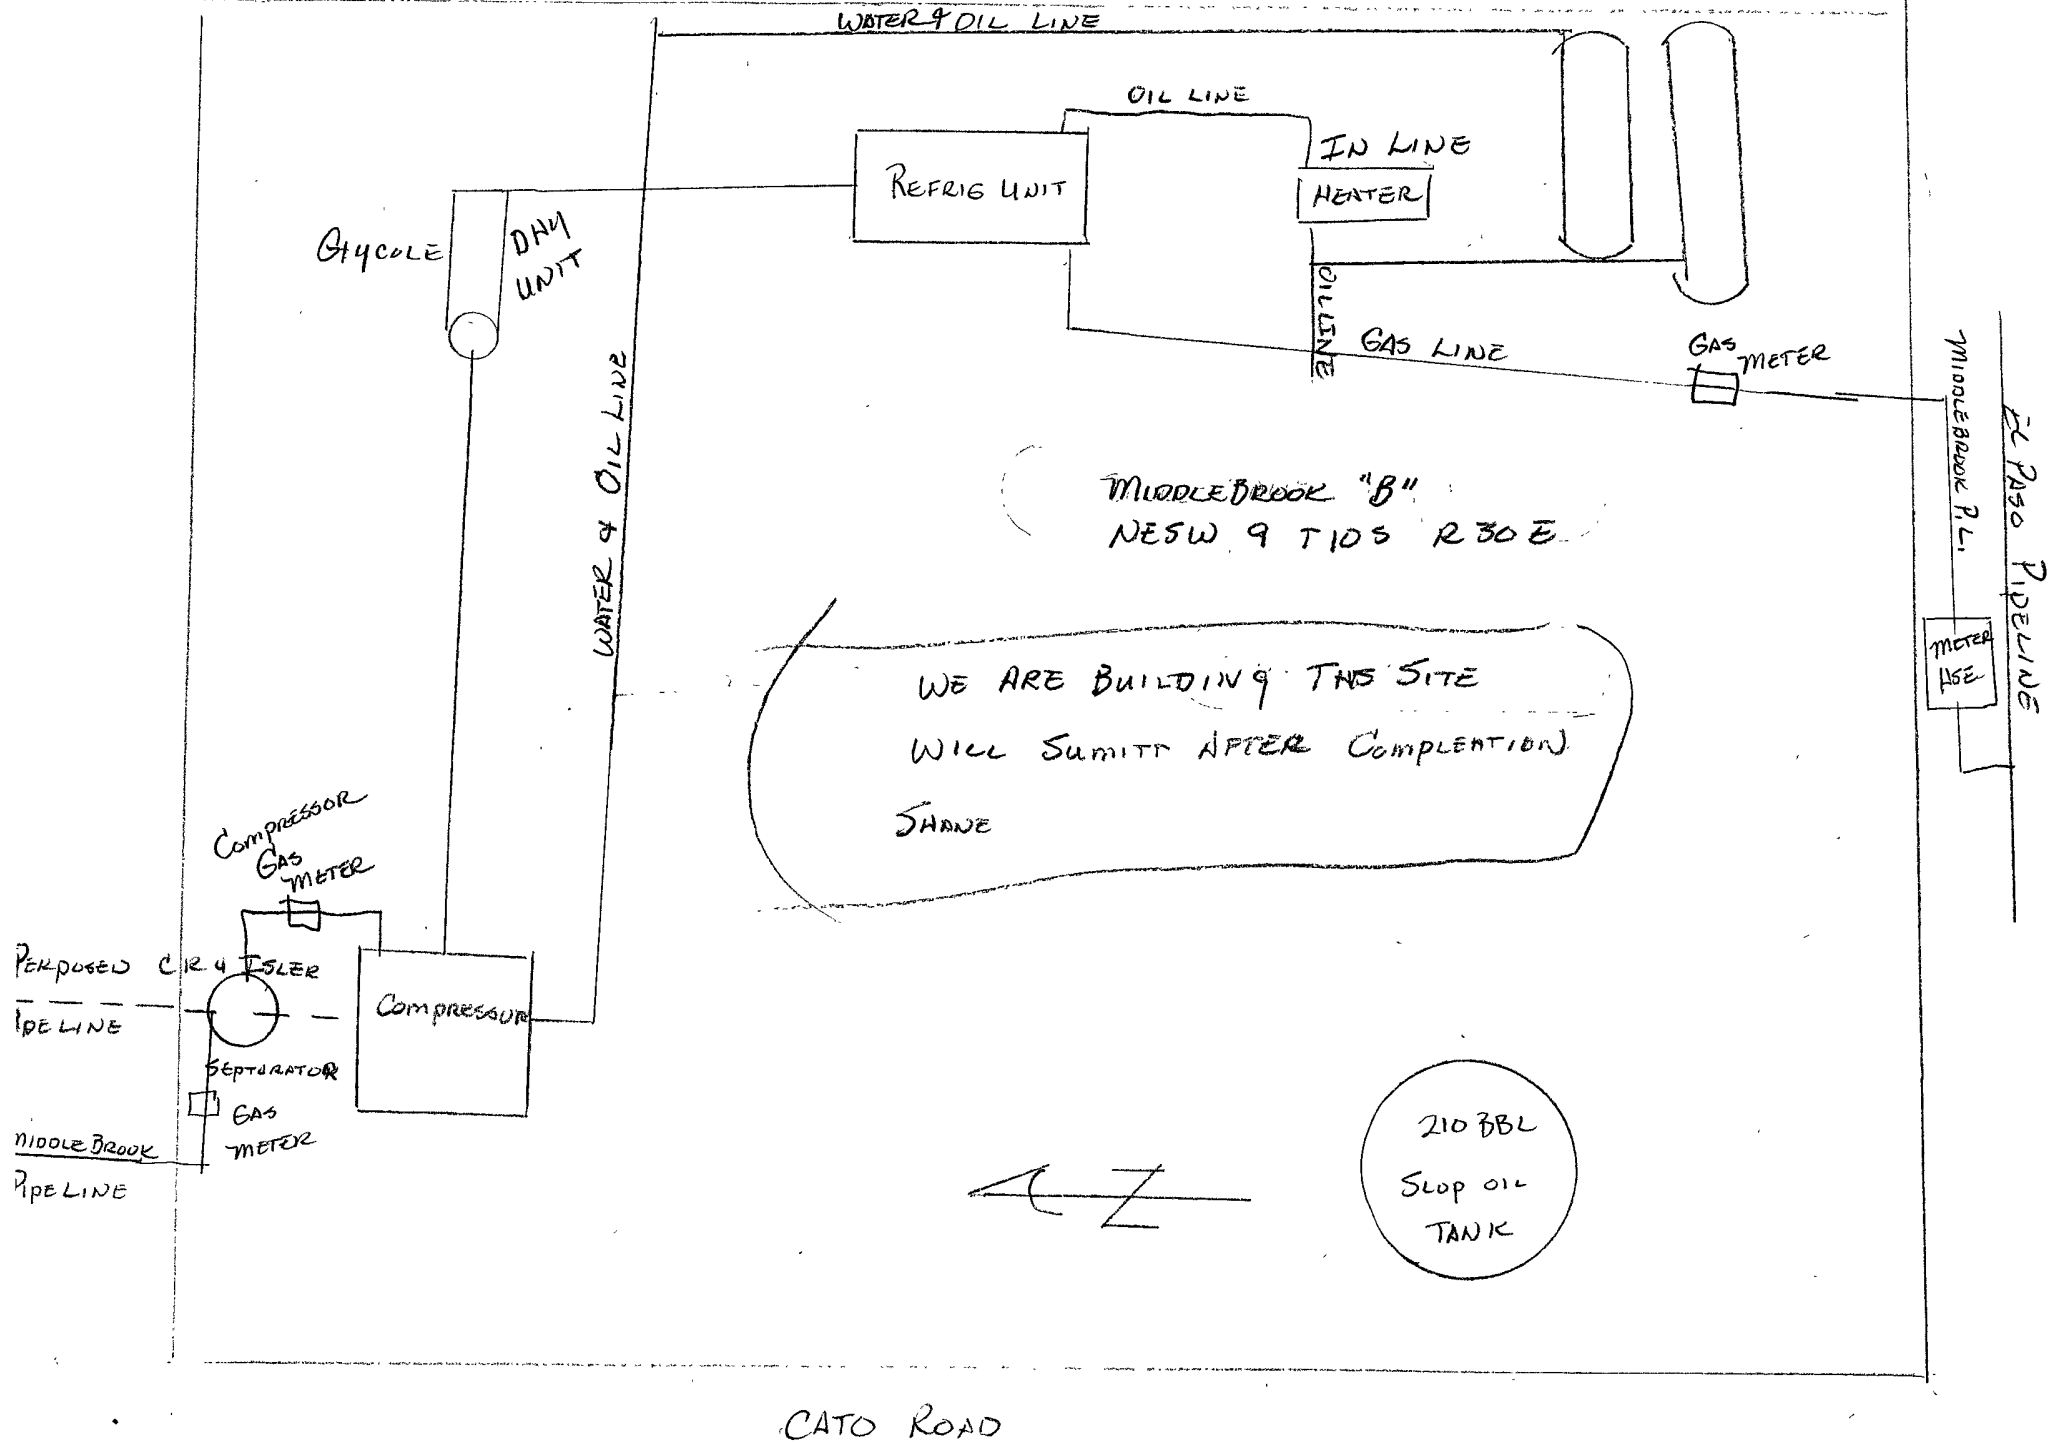 WATER & OIL LINE
OIL LINE
IN LINE
HEATER
REFRIG UNIT
GLYCOLE
DHY
UNIT
OIL LINE
GAS LINE
GAS
METER
MIDDLEBROOK P.L.
EL PASO PIDELINE
WATER & OIL LINE
MIDDLEBROOK "B"
NESW 9 T10S R30E
METER
HSE
WE ARE BUILDING THIS SITE
WILL SUMITT AFTER COMPLEATION
SHANE
COMPRESSOR
GAS
METER
PERPOSED CR4 ISLER
PIPELINE
COMPRESSOR
SEPTURATOR
GAS
METER
MIDDLEBROOK
PIPELINE
210 BBL
SLOP OIL
TANK
N
CATO ROAD